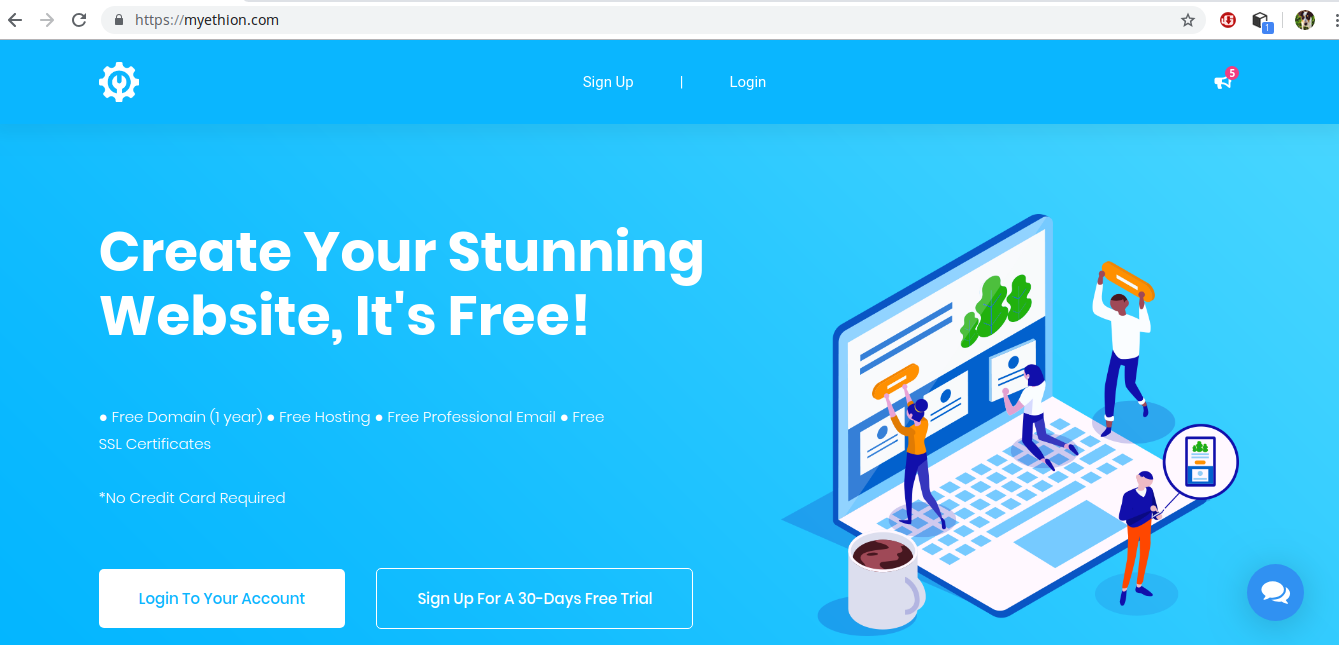 https://myethion.com
1
Sign Up | Login
5
Create Your Stunning
Website, It's Free!
● Free Domain (1 year) ● Free Hosting ● Free Professional Email ● Free
SSL Certificates
*No Credit Card Required
Login To Your Account
Sign Up For A 30-Days Free Trial